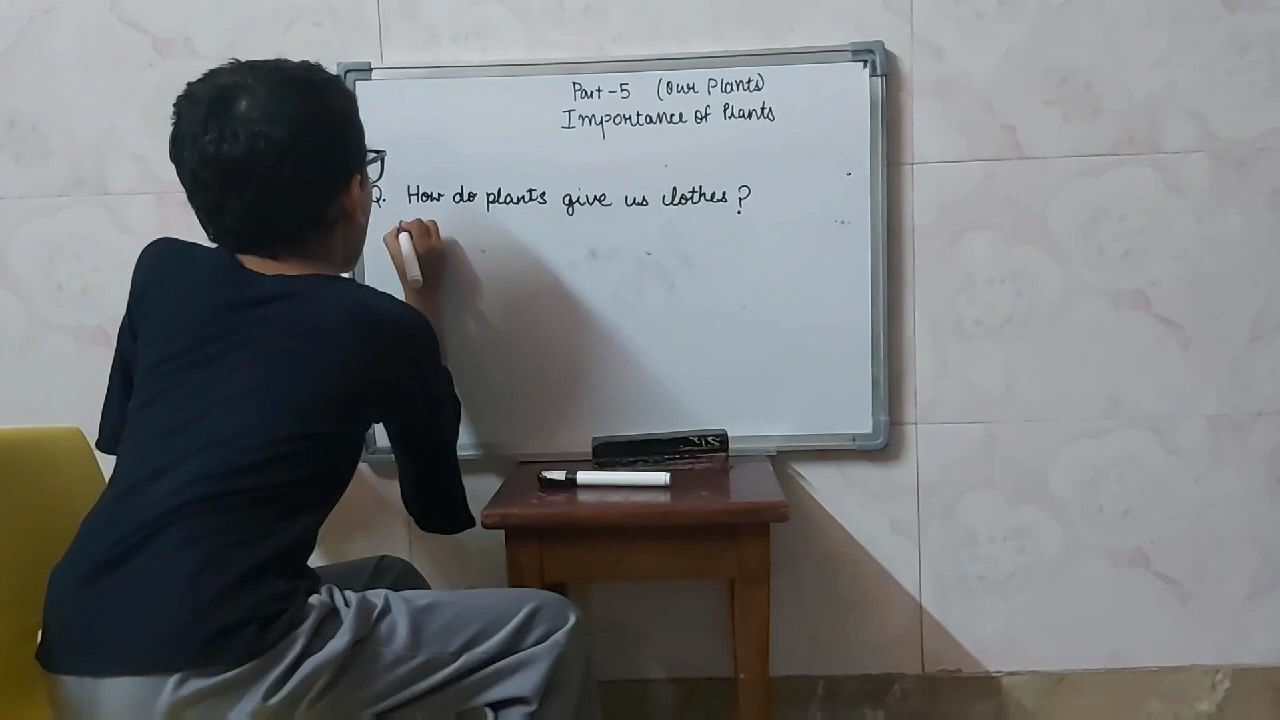 Part-5 (Our Plants)
Importance of Plants
Q. How do plants give us clothes?